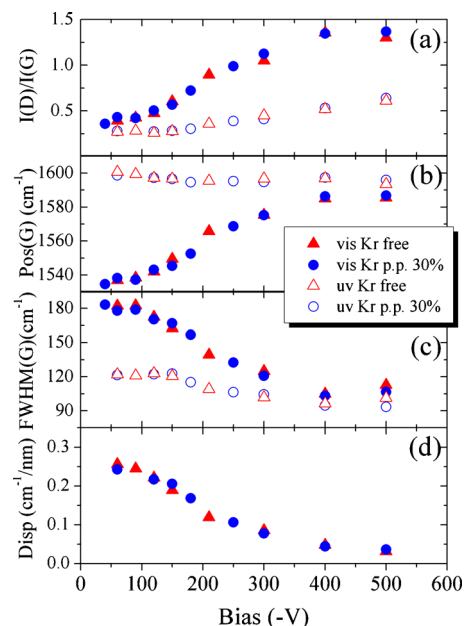 (a)
I(D)/I(G)
1.5
1.0
0.5
(b)
Pos(G) (cm⁻¹)
1600
1580
1560
1540
vis Kr free
vis Kr p.p. 30%
uv Kr free
uv Kr p.p. 30%
(c)
FWHM(G)(cm⁻¹)
180
150
120
90
(d)
Disp (cm⁻¹/nm)
0.3
0.2
0.1
0.0
0 100 200 300 400 500 600
Bias (-V)